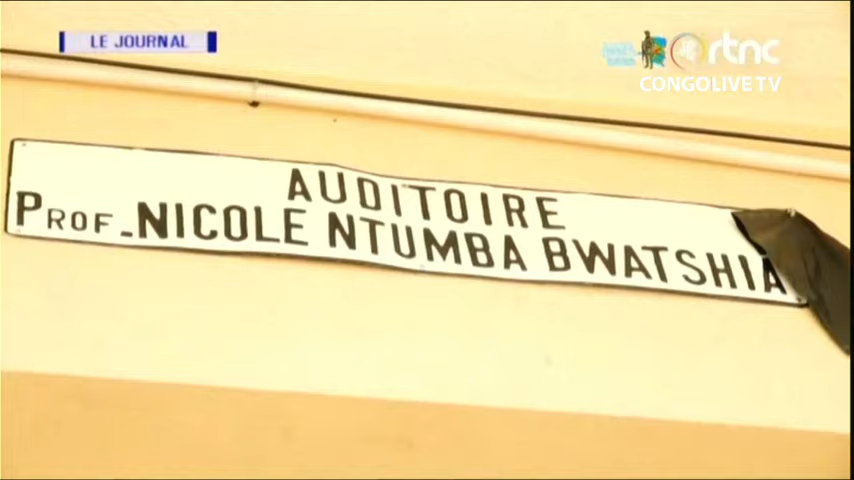 LE JOURNAL
rtnc
CONGOLIVE TV
AUDITOIRE
PROF_NICOLE NTUMBA BWATSHIA